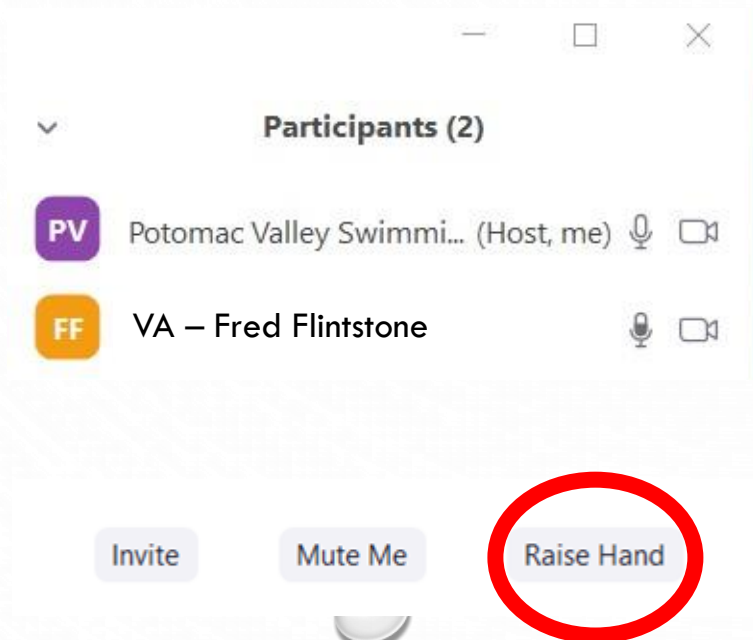 Participants (2)
PV Potomac Valley Swimmi... (Host, me)
FF VA – Fred Flintstone
Invite Mute Me Raise Hand